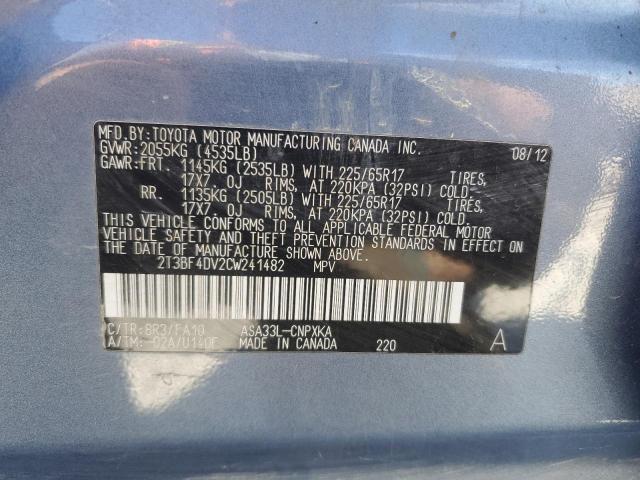 MFD.BY:TOYOTA MOTOR MANUFACTURING CANADA INC.
GVWR: 2055KG (4535LB) 08/12
GAWR:FRT. 1145KG (2535LB) WITH 225/65R17 TIRES,
17X7. 0J RIMS, AT 220KPA (32PSI) COLD
RR. 1135KG (2505LB) WITH 225/65R17 TIRES,
17X7. 0J RIMS, AT 220KPA (32PSI) COLD
THIS VEHICLE CONFORMS TO ALL APPLICABLE FEDERAL MOTOR
VEHICLE SAFETY AND THEFT PREVENTION STANDARDS IN EFFECT ON
THE DATE OF MANUFACTURE SHOWN ABOVE.
2T3BF4DV2CW241482 MPV
C/TR:8R3/FA10 ASA33L-CNPXKA
A/TM:-02A/U140F MADE IN CANADA 220 A